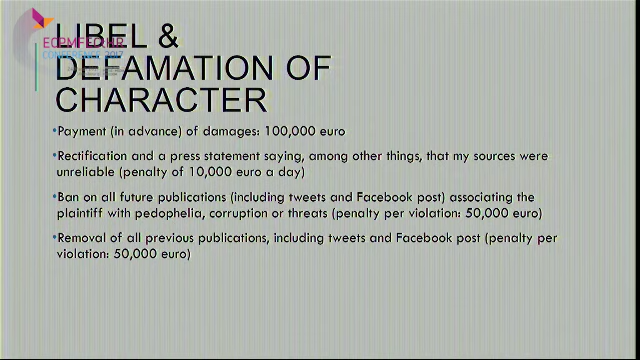 LIBEL &
DEFAMATION OF
CHARACTER
•Payment (in advance) of damages: 100,000 euro
•Rectification and a press statement saying, among other things, that my sources were
unreliable (penalty of 10,000 euro a day)
•Ban on all future publications (including tweets and Facebook post) associating the
plaintiff with pedophelia, corruption or threats (penalty per violation: 50,000 euro)
•Removal of all previous publications, including tweets and Facebook post (penalty per
violation: 50,000 euro)
CONFERENCE 2017